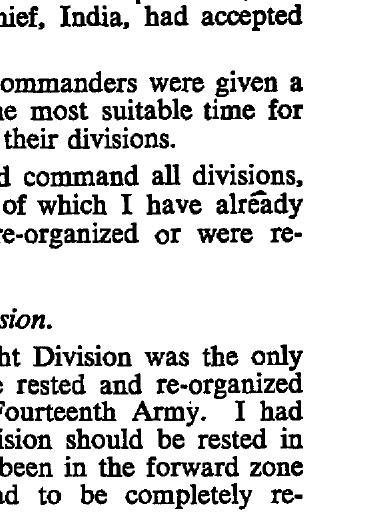 hief, India, had accepted
ommanders were given a
e most suitable time for
their divisions.
d command all divisions,
of which I have already
re-organized or were re-
sion.
ht Division was the only
rested and re-organized
Fourteenth Army. I had
ision should be rested in
been in the forward zone
ad to be completely re-